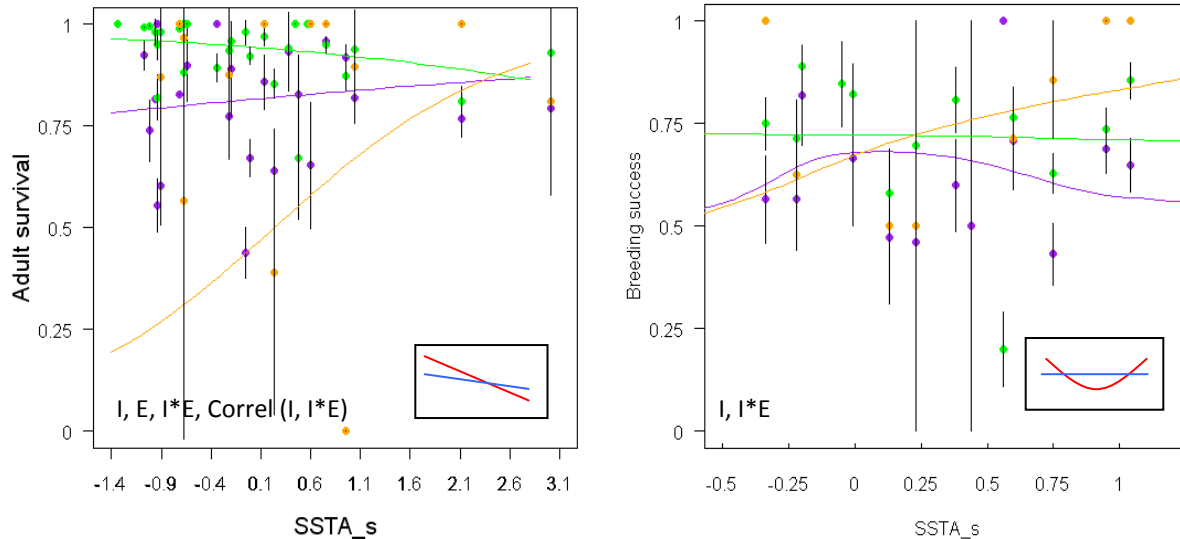 Adult survival
1
0.75
0.5
0.25
0
I, E, I*E, Correl (I, I*E)
-1.4 -0.9 -0.4 0.1 0.6 1.1 1.6 2.1 2.6 3.1
SSTA_s
Breeding success
1
0.75
0.5
0.25
0
I, I*E
-0.5 -0.25 0 0.25 0.5 0.75 1
SSTA_s